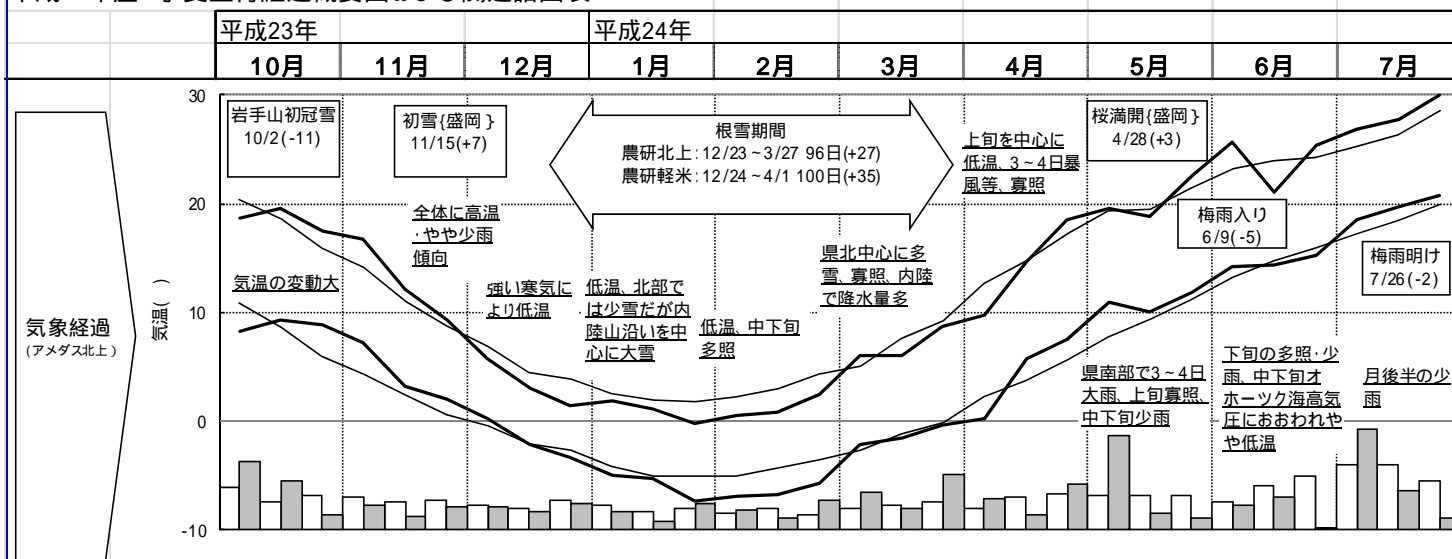 平成23年
平成24年
10月
11月
12月
1月
2月
3月
4月
5月
6月
7月
気象経過
(アメダス北上)
気温( )
30
20
10
0
-10
岩手山初冠雪
10/2(-11)
初雪{盛岡}
11/15(+7)
根雪期間
農研北上:12/23~3/27 96日(+27)
農研軽米:12/24~4/1 100日(+35)
上旬を中心に
低温、3~4日暴
風等、寡照
桜満開{盛岡}
4/28(+3)
梅雨入り
6/9(-5)
梅雨明け
7/26(-2)
気温の変動大
全体に高温
・やや少雨
傾向
強い寒気に
より低温
低温、北部で
は少雪だが内
陸山沿いを中
心に大雪
低温、中下旬
多照
県北中心に多
雪、寡照、内陸
で降水量多
県南部で3~4日
大雨、上旬寡照、
中下旬少雨
下旬の多照・少
雨、中下旬オ
ホーツク海高気
圧におおわれや
や低温
月後半の少
雨